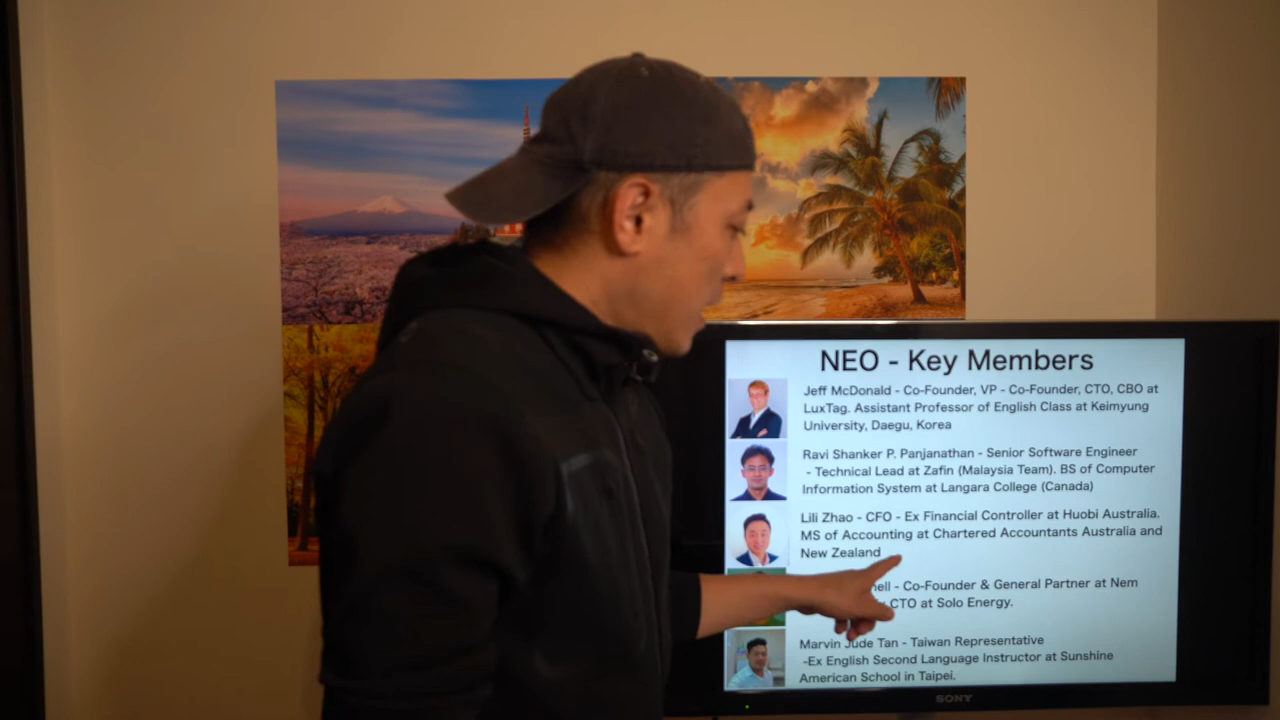 NEO - Key Members
Jeff McDonald - Co-Founder, VP - Co-Founder, CTO, CBO at
LuxTag. Assistant Professor of English Class at Keimyung
University, Daegu, Korea
Ravi Shanker P. Panjanathan - Senior Software Engineer
- Technical Lead at Zafin (Malaysia Team). BS of Computer
Information System at Langara College (Canada)
Lili Zhao - CFO - Ex Financial Controller at Huobi Australia.
MS of Accounting at Chartered Accountants Australia and
New Zealand
- Co-Founder & General Partner at Nem
CTO at Solo Energy.
Marvin Jude Tan - Taiwan Representative
-Ex English Second Language Instructor at Sunshine
American School in Taipei.
SONY